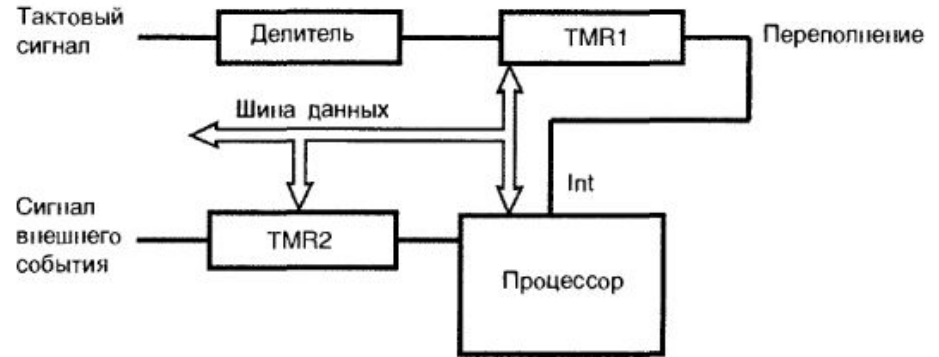 Тактовый
сигнал
Делитель
TMR1
Переполнение
Шина данных
Int
Сигнал
внешнего
события
TMR2
Процессор